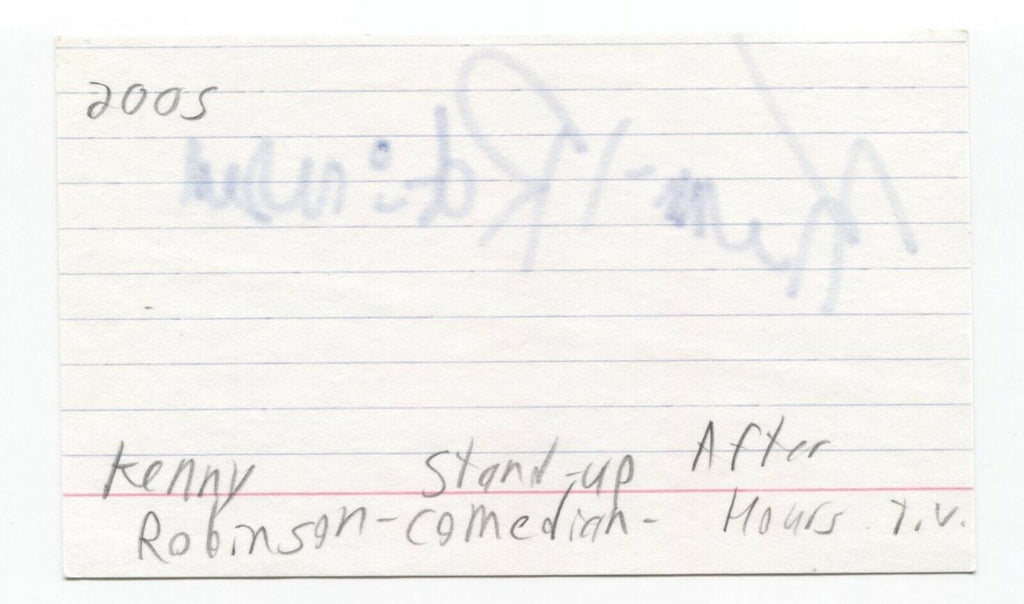 2005
Kenny Stand-up After
Robinson-comedian- Hours T.V.